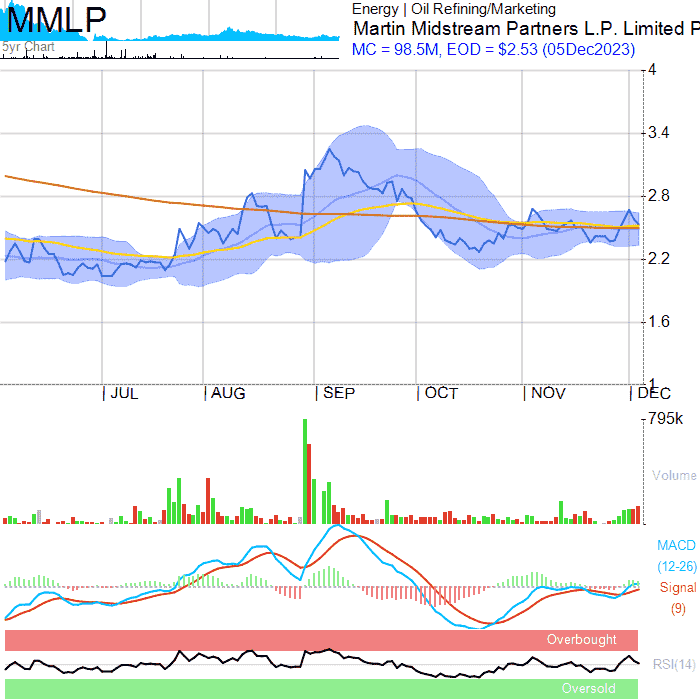 MMLP
5yr Chart
Energy | Oil Refining/Marketing
Martin Midstream Partners L.P. Limited P
MC = 98.5M, EOD = $2.53 (05Dec2023)
4
3.4
2.8
2.2
1.6
1
JUL AUG SEP OCT NOV DEC
795k
Volume
MACD
(12-26)
Signal
(9)
Overbought
RSI(14)
Oversold